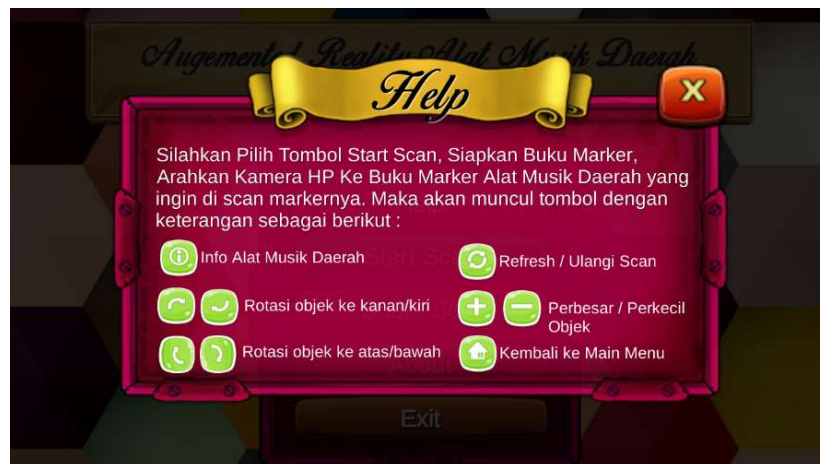 Augemented Reality Alat Musik Daerah
Help
X
Silahkan Pilih Tombol Start Scan, Siapkan Buku Marker,
Arahkan Kamera HP Ke Buku Marker Alat Musik Daerah yang
ingin di scan markernya. Maka akan muncul tombol dengan
keterangan sebagai berikut :
Info Alat Musik Daerah
Refresh / Ulangi Scan
Rotasi objek ke kanan/kiri
Perbesar / Perkecil
Objek
Rotasi objek ke atas/bawah
Kembali ke Main Menu
Start Sc
About
Exit